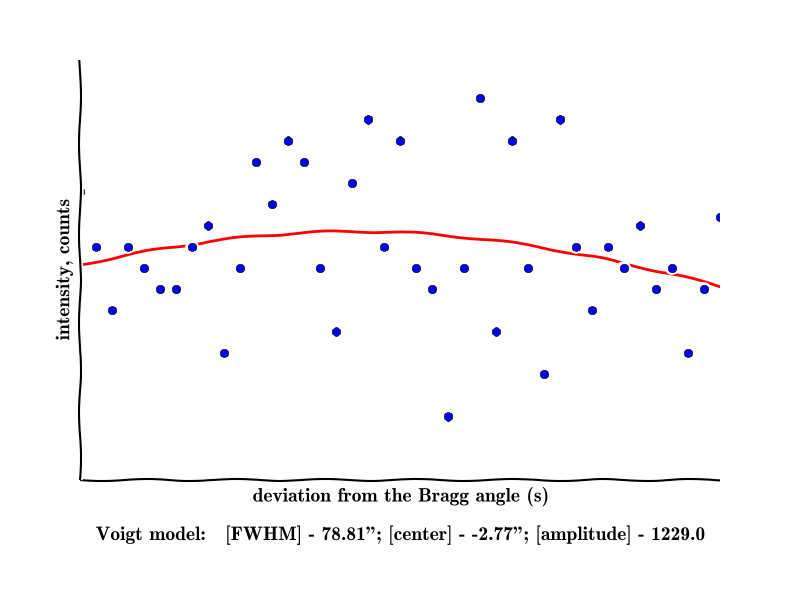 intensity, counts
deviation from the Bragg angle (s)
Voigt model: [FWHM] - 78.81”; [center] - -2.77”; [amplitude] - 1229.0